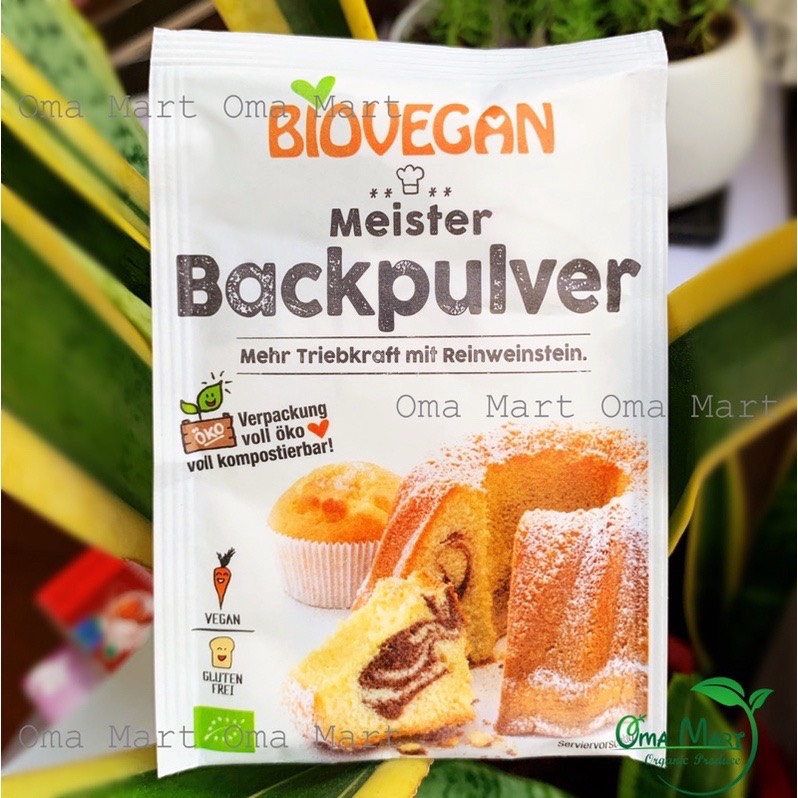 Oma Mart Oma Mart
BIOVEGAN
Meister
Backpulver
Mehr Triebkraft mit Reinweinstein.
Oma Mart Oma Mart
ÖKO
Verpackung
voll öko
voll kompostierbar!
VEGAN
GLUTEN
FREI
Oma Mart Oma Mart
Oma Mart
Organic Produce